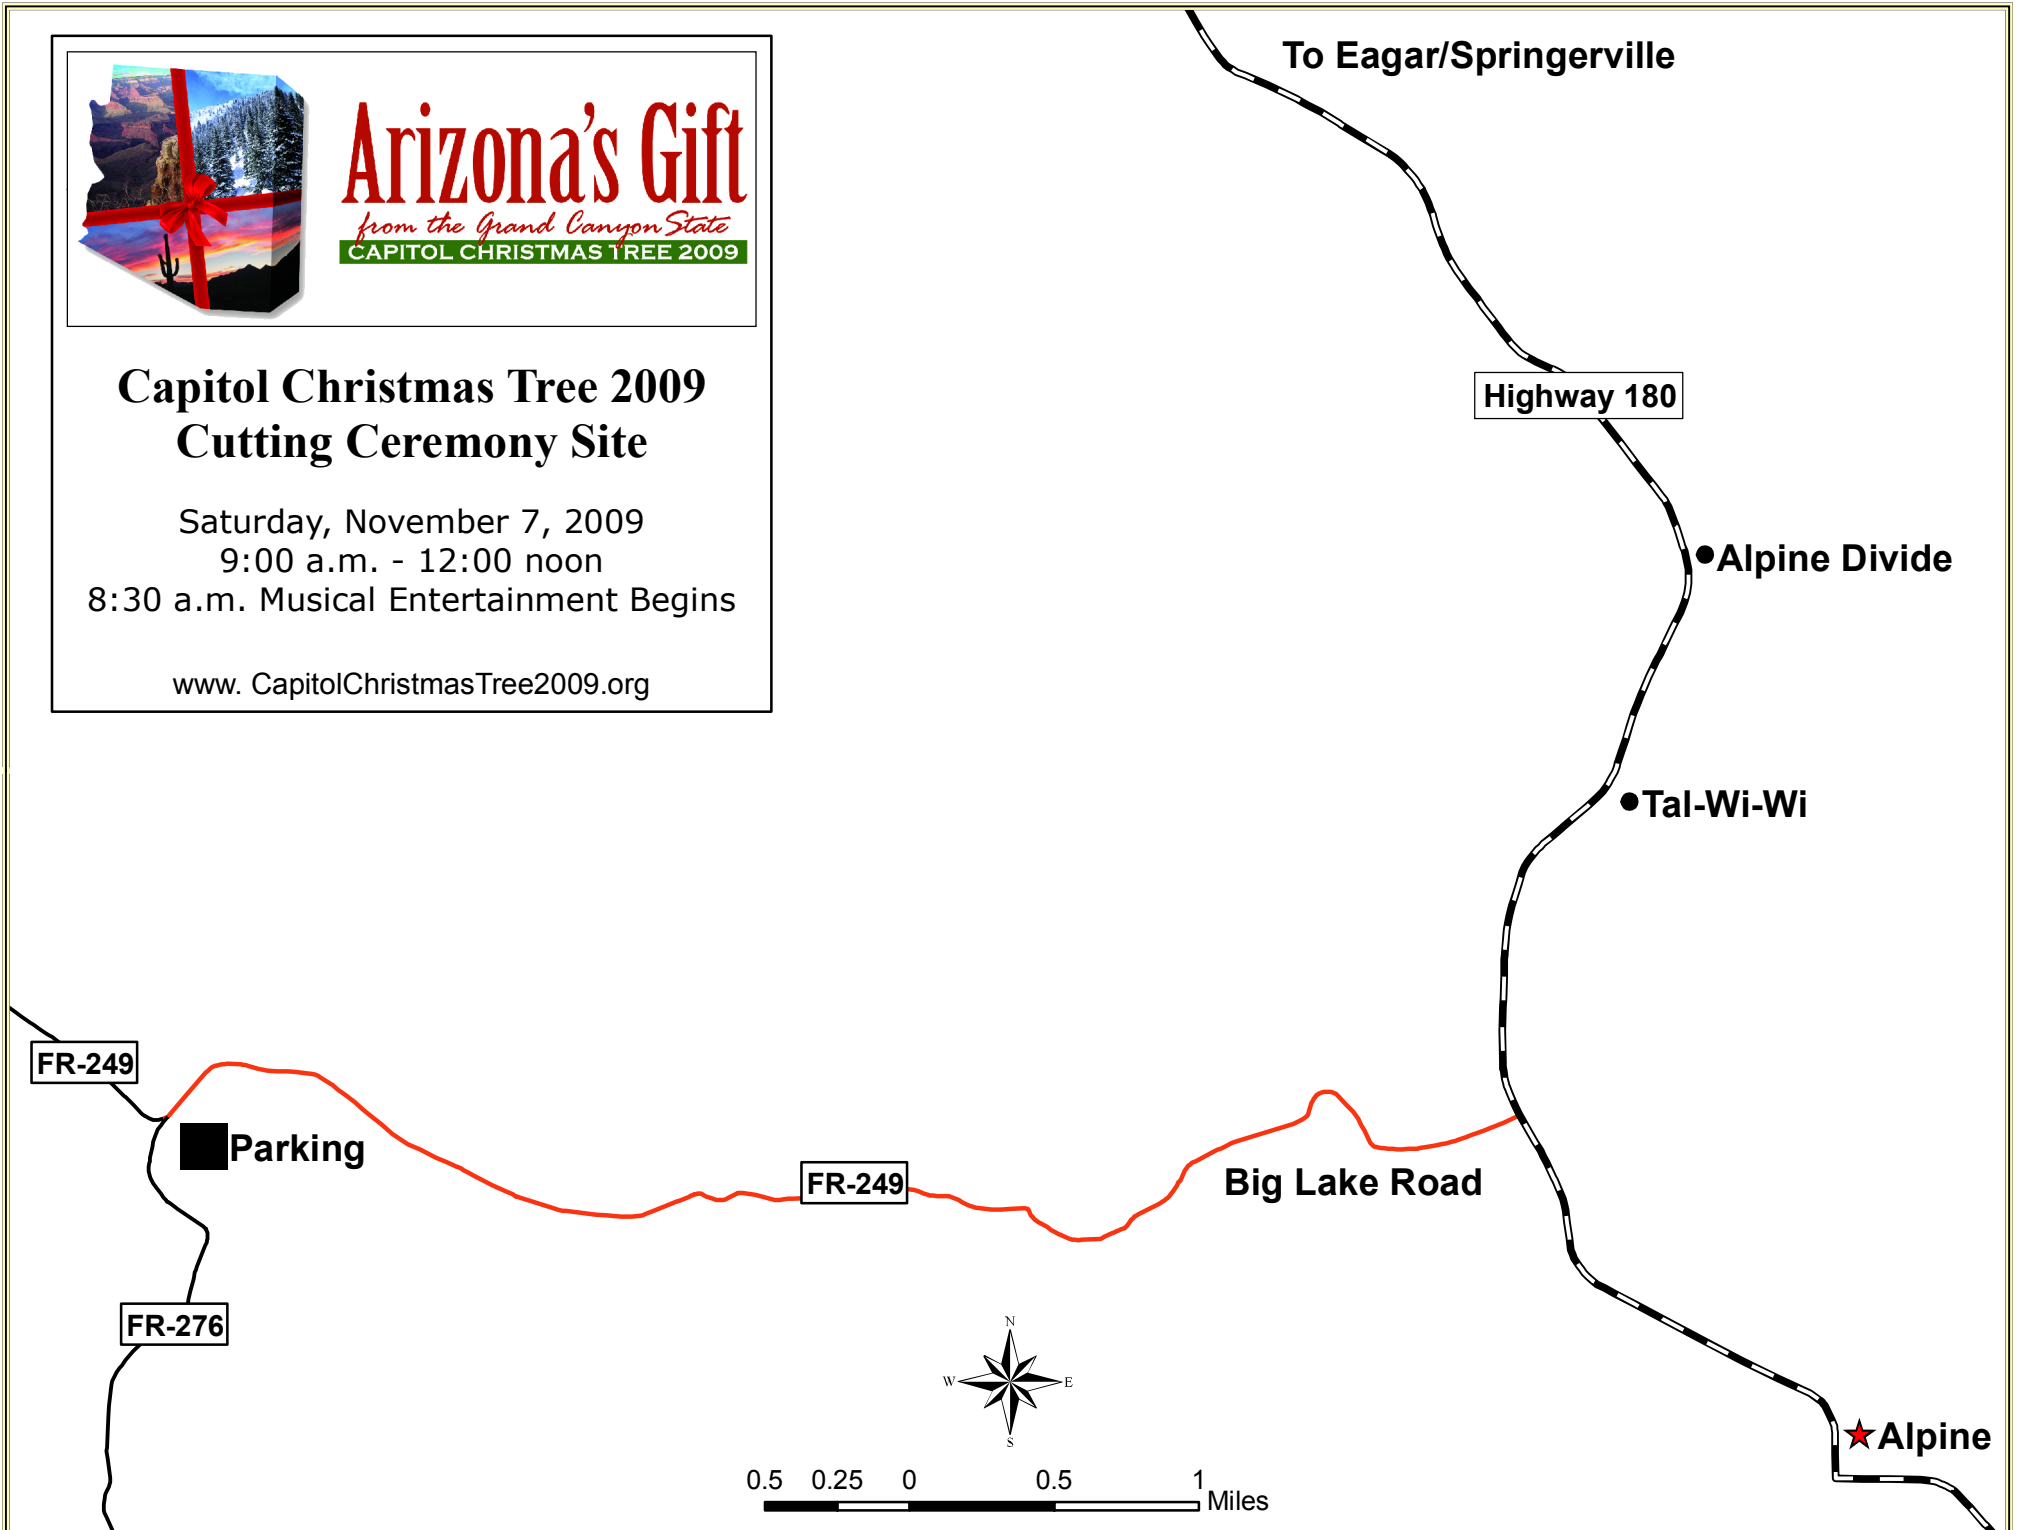 Arizona's Gift
from the Grand Canyon State
CAPITOL CHRISTMAS TREE 2009
Capitol Christmas Tree 2009
Cutting Ceremony Site
Saturday, November 7, 2009
9:00 a.m. - 12:00 noon
8:30 a.m. Musical Entertainment Begins
www. CapitolChristmasTree2009.org
To Eagar/Springerville
Highway 180
Alpine Divide
Tal-Wi-Wi
FR-249
Parking
FR-249
Big Lake Road
FR-276
N
W
E
S
Alpine
0.5 0.25 0 0.5 1
Miles